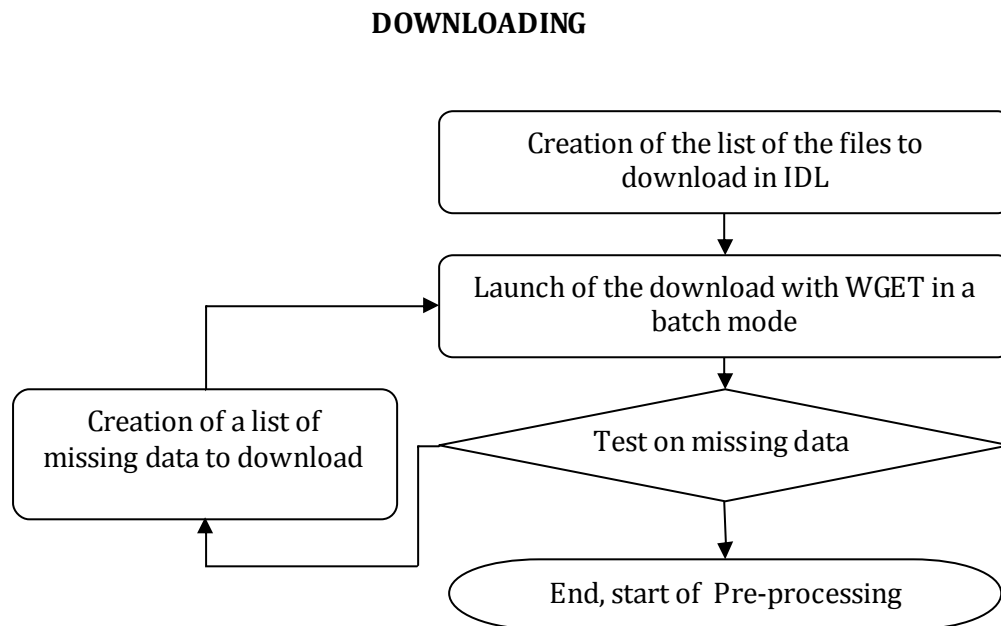 DOWNLOADING
Creation of the list of the files to
download in IDL
Launch of the download with WGET in a
batch mode
Creation of a list of
missing data to download
Test on missing data
End, start of  Pre-processing